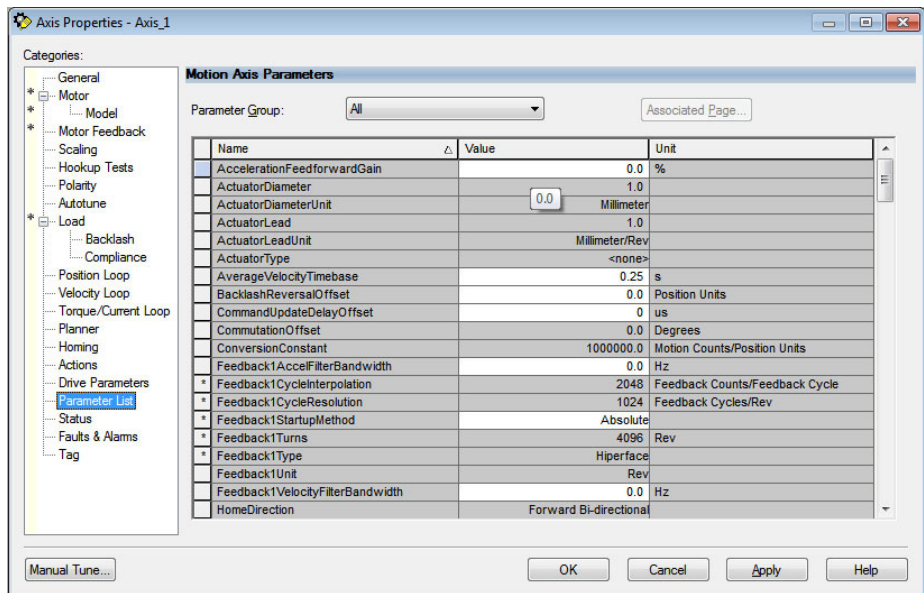 Axis Properties - Axis_1
Categories:
General
* Motor
* Model
* Motor Feedback
Scaling
Hookup Tests
Polarity
Autotune
* Load
Backlash
Compliance
Position Loop
Velocity Loop
Torque/Current Loop
Planner
Homing
Actions
Drive Parameters
Parameter List
Status
Faults & Alarms
Tag
Motion Axis Parameters
Parameter Group: All Associated Page...
Name Value Unit
AccelerationFeedforwardGain 0.0 %
ActuatorDiameter 1.0
0.0
ActuatorDiameterUnit Millimeter
ActuatorLead 1.0
ActuatorLeadUnit Millimeter/Rev
ActuatorType <none>
AverageVelocityTimebase 0.25 s
BacklashReversalOffset 0.0 Position Units
CommandUpdateDelayOffset 0 us
CommutationOffset 0.0 Degrees
ConversionConstant 1000000.0 Motion Counts/Position Units
Feedback1AccelFilterBandwidth 0.0 Hz
* Feedback1CycleInterpolation 2048 Feedback Counts/Feedback Cycle
* Feedback1CycleResolution 1024 Feedback Cycles/Rev
* Feedback1StartupMethod Absolute
* Feedback1Turns 4096 Rev
* Feedback1Type Hiperface
Feedback1Unit Rev
Feedback1VelocityFilterBandwidth 0.0 Hz
HomeDirection Forward Bi-directional
Manual Tune... OK Cancel Apply Help